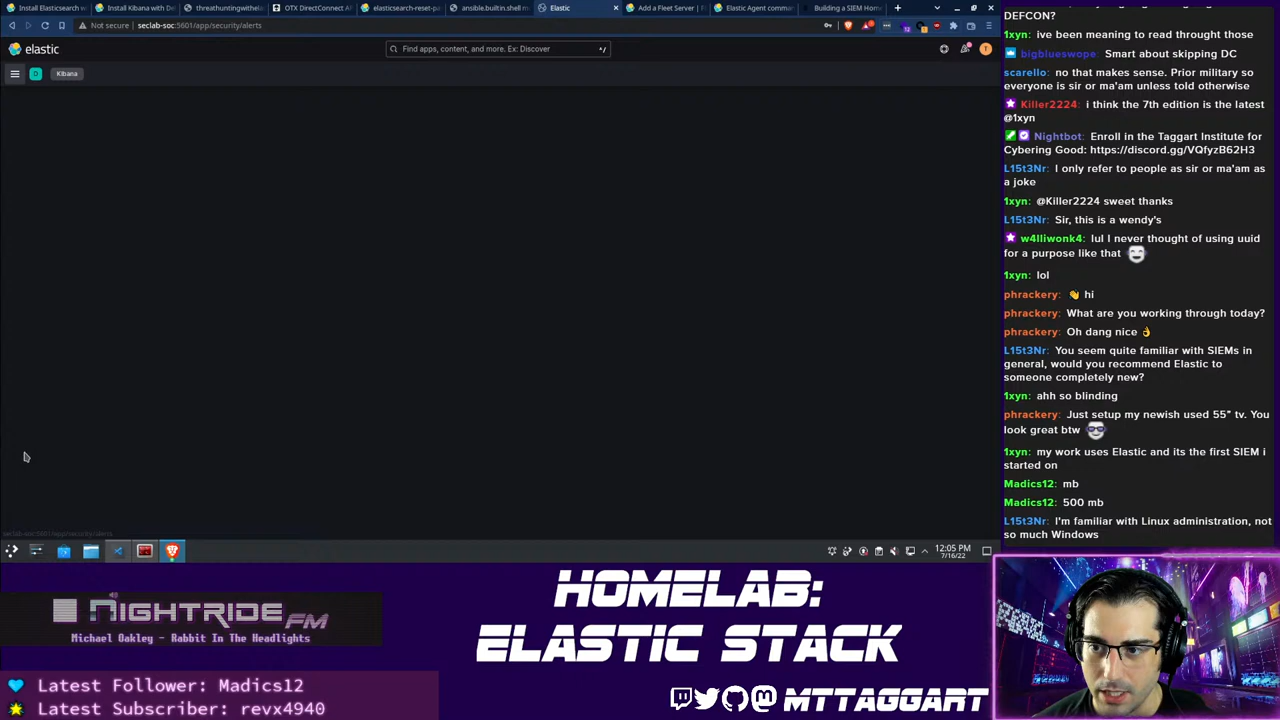 Install Elasticsearch w
Install Kibana with De
threathuntingwithela
OTX DirectConnect AF
elasticsearch-reset-pa
ansible.builtin.shell m
Elastic
Add a Fleet Server | F
Elastic Agent comman
Building a SIEM Home
Not secure
seclab-soc:5601/app/security/alerts
elastic
Find apps, content, and more. Ex: Discover
D
Kibana
T
seclab-soc:5601/app/security/alerts
12:05 PM
7/16/22
DEFCON?
1xyn: ive been meaning to read throught those
bigblueswope: Smart about skipping DC
scarello: no that makes sense. Prior military so
everyone is sir or ma'am unless told otherwise
Killer2224: i think the 7th edition is the latest
@1xyn
Nightbot: Enroll in the Taggart Institute for
Cybering Good: https://discord.gg/VQfyzB62H3
L15t3Nr: I only refer to people as sir or ma'am as
a joke
1xyn: @Killer2224 sweet thanks
L15t3Nr: Sir, this is a wendy's
w4lliwonk4: lul I never thought of using uuid
for a purpose like that
1xyn: lol
phrackery: 👋 hi
phrackery: What are you working through today?
phrackery: Oh dang nice 👌
L15t3Nr: You seem quite familiar with SIEMs in
general, would you recommend Elastic to
someone completely new?
1xyn: ahh so blinding
phrackery: Just setup my newish used 55” tv. You
look great btw
1xyn: my work uses Elastic and its the first SIEM i
started on
Madics12: mb
Madics12: 500 mb
L15t3Nr: I'm familiar with Linux administration, not
so much Windows
NIGHTRIDE FM
Michael Oakley - Rabbit In The Headlights
HOMELAB:
ELASTIC STACK
Latest Follower: Madics12
Latest Subscriber: revx4940
MTTAGGART